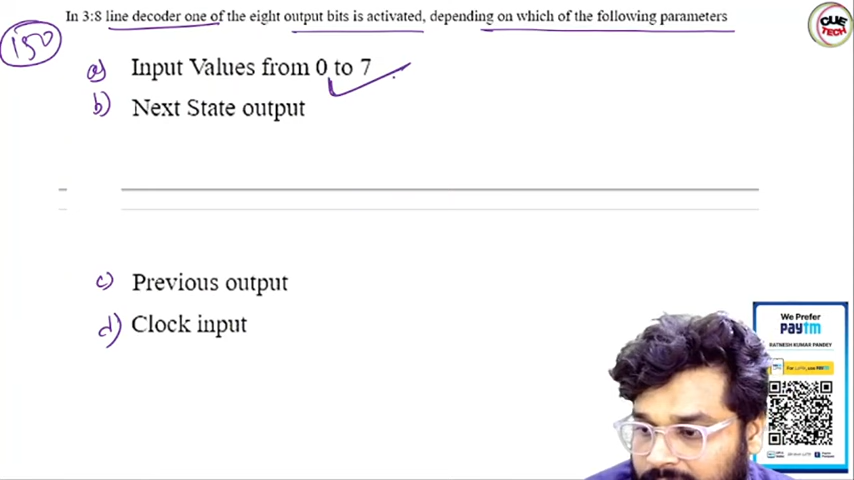 In 3:8 line decoder one of the eight output bits is activated, depending on which of the following parameters
CUE
TECH
150
a) Input Values from 0 to 7
b) Next State output
c) Previous output
d) Clock input
We Prefer
paytm
RATNESH KUMAR PANDEY